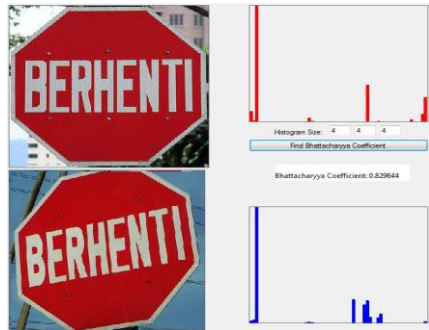 BERHENTI
Histogram Size: 4 4 4
Find Bhattacharyya Coefficient
Bhattacharyya Coefficient: 0.829644
BERHENTI